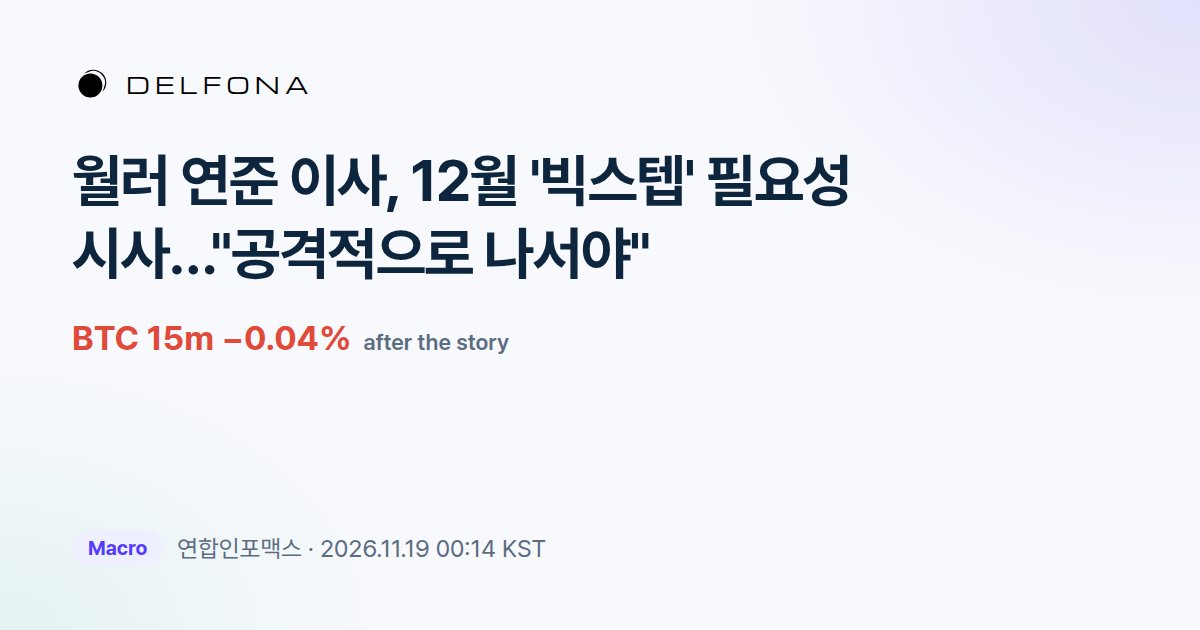 DELFONA
월러 연준 이사, 12월 '빅스텝' 필요성
시사…"공격적으로 나서야"
BTC 15m −0.04% after the story
Macro 연합인포맥스 · 2026.11.19 00:14 KST